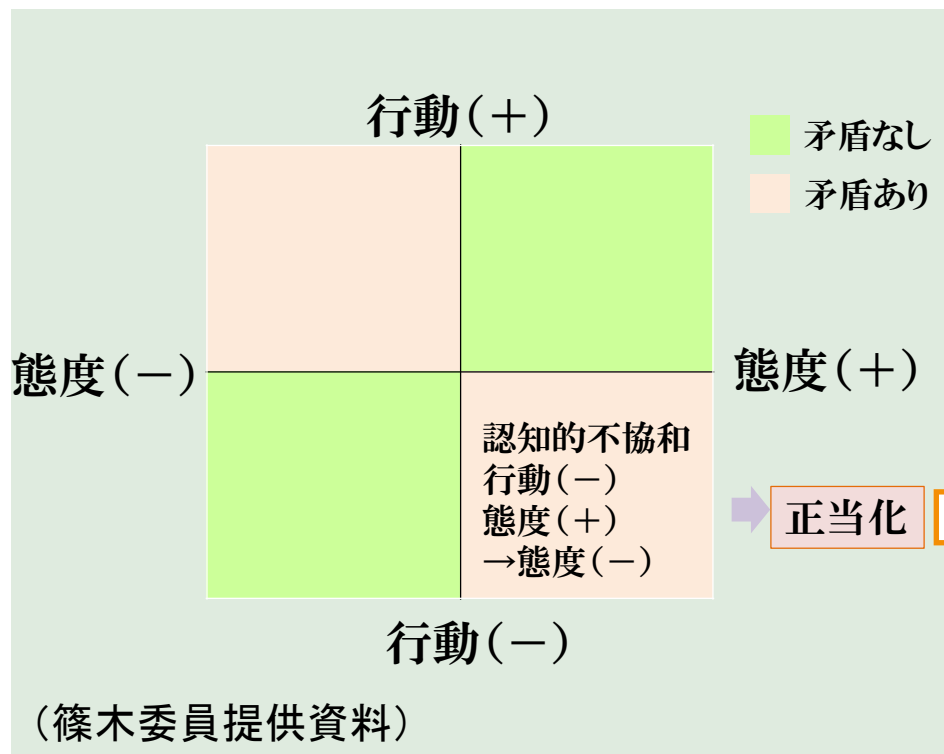 行動(＋)
矛盾なし
矛盾あり
態度(－)
態度(＋)
認知的不協和
行動(－)
態度(＋)
→態度(－)
正当化
行動(－)
(篠木委員提供資料)